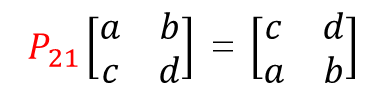 P₂₁ [a b] = [c d]
[c d] [a b]